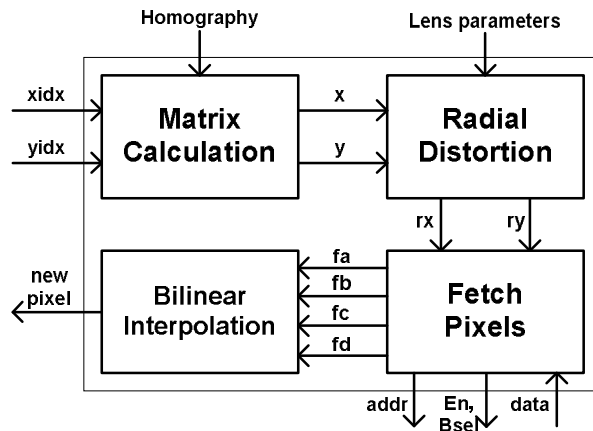 Homography
Lens parameters
xidx
yidx
Matrix
Calculation
x
y
Radial
Distortion
rx
ry
new
pixel
Bilinear
Interpolation
fa
fb
fc
fd
Fetch
Pixels
addr
En,
Bsel
data